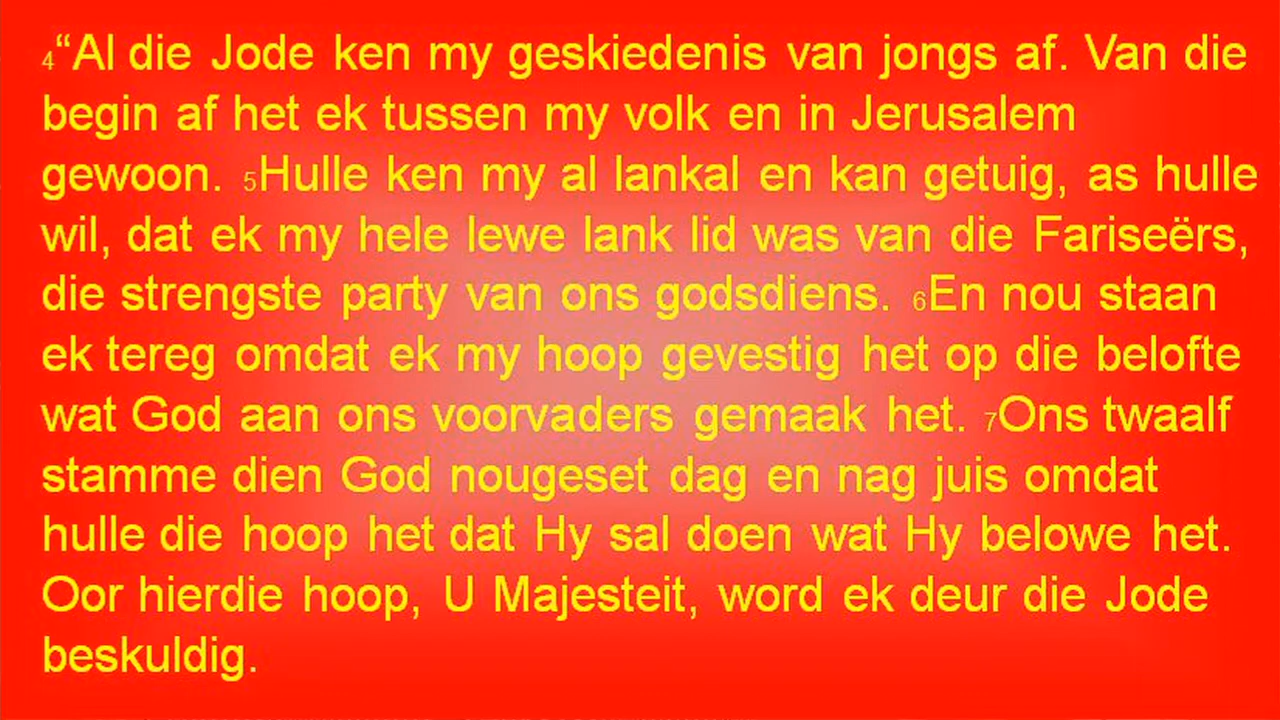 4“Al die Jode ken my geskiedenis van jongs af. Van die
begin af het ek tussen my volk en in Jerusalem
gewoon. 5Hulle ken my al lankal en kan getuig, as hulle
wil, dat ek my hele lewe lank lid was van die Fariseërs,
die strengste party van ons godsdiens. 6En nou staan
ek tereg omdat ek my hoop gevestig het op die belofte
wat God aan ons voorvaders gemaak het. 7Ons twaalf
stamme dien God nougeset dag en nag juis omdat
hulle die hoop het dat Hy sal doen wat Hy belowe het.
Oor hierdie hoop, U Majesteit, word ek deur die Jode
beskuldig.